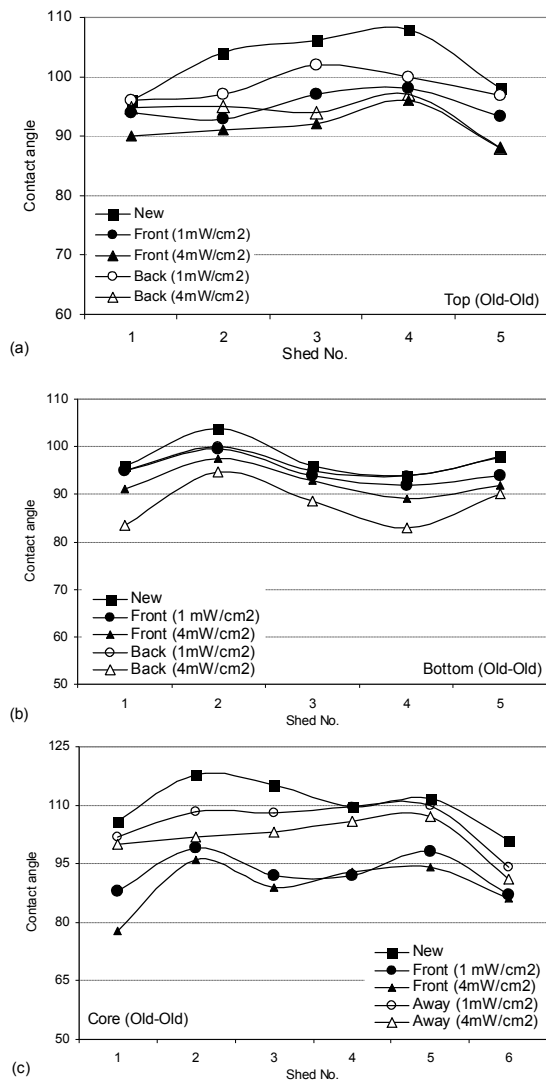 110
100
90
80
70
60
Contact angle
New
Front (1mW/cm2)
Front (4mW/cm2)
Back (1mW/cm2)
Back (4mW/cm2)
Top (Old-Old)
1 2 3 4 5
Shed No.
(a)
110
100
90
80
70
60
50
Contact angle
New
Front (1 mW/cm2)
Front (4mW/cm2)
Back (1mW/cm2)
Back (4mW/cm2)
Bottom (Old-Old)
1 2 3 4 5
Shed No.
(b)
125
110
95
65
50
Contact angle
New
Front (1 mW/cm2)
Front (4mW/cm2)
Away (1mW/cm2)
Away (4mW/cm2)
Core (Old-Old)
1 2 3 4 5 6
(c)